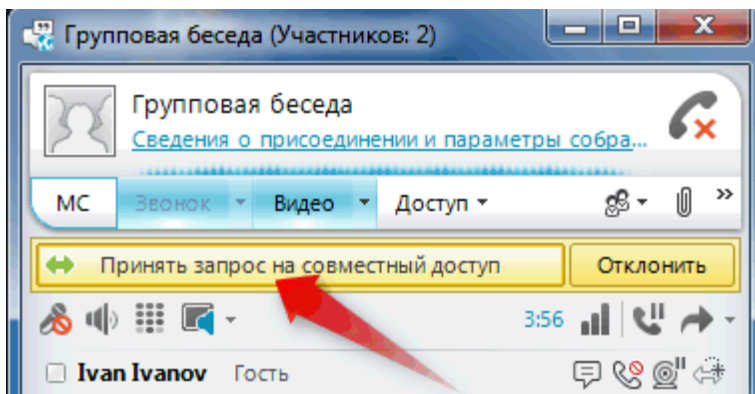 Групповая беседа (Участников: 2)
Групповая беседа
Сведения о присоединении и параметры собра...
МС Звонок Видео Доступ
Принять запрос на совместный доступ Отклонить
3:56
Ivan Ivanov Гость